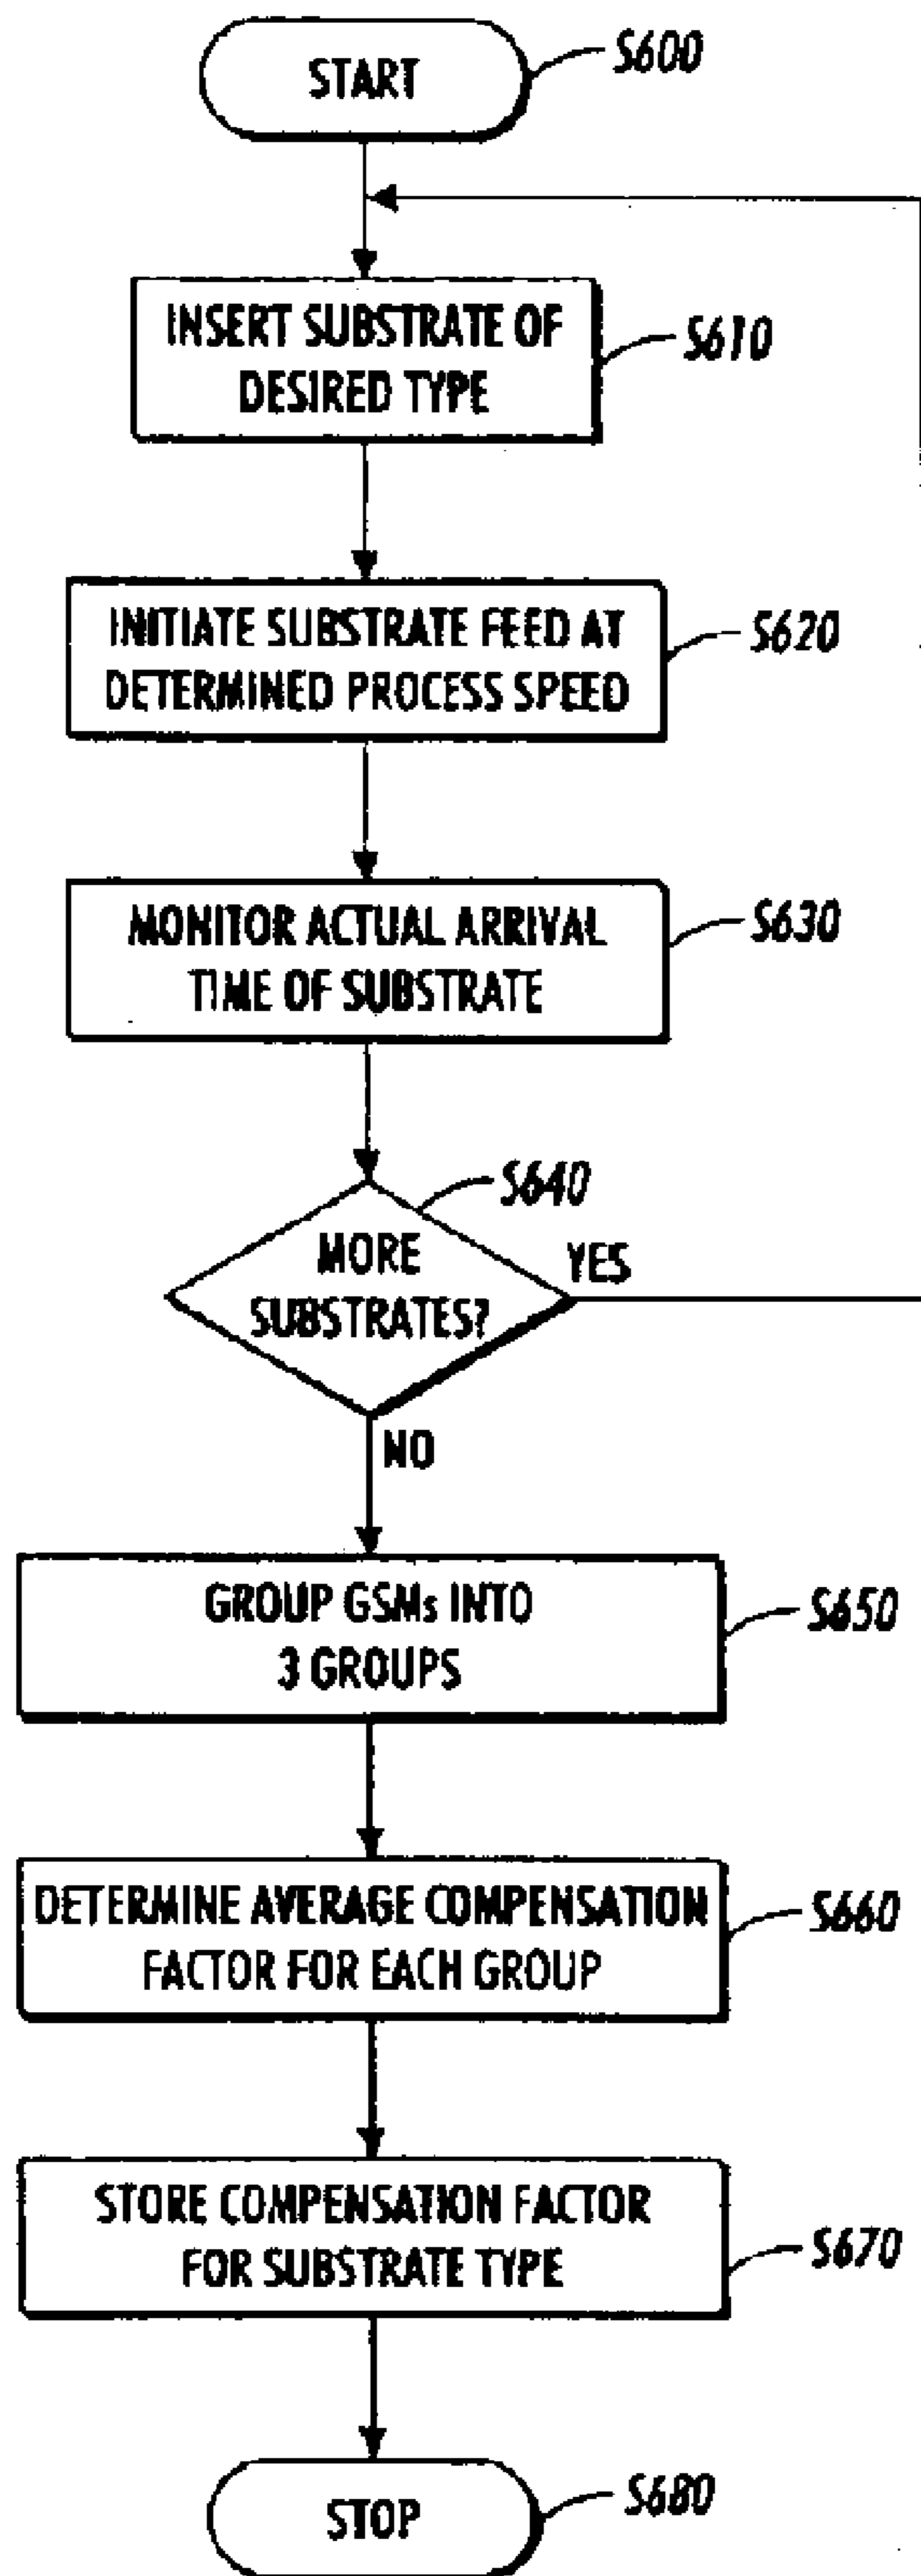 START
S600
INSERT SUBSTRATE OF
DESIRED TYPE
S610
INITIATE SUBSTRATE FEED AT
DETERMINED PROCESS SPEED
S620
MONITOR ACTUAL ARRIVAL
TIME OF SUBSTRATE
S630
S640
MORE
SUBSTRATES?
YES
NO
GROUP GSMs INTO
3 GROUPS
S650
DETERMINE AVERAGE COMPENSATION
FACTOR FOR EACH GROUP
S660
STORE COMPENSATION FACTOR
FOR SUBSTRATE TYPE
S670
STOP
S680